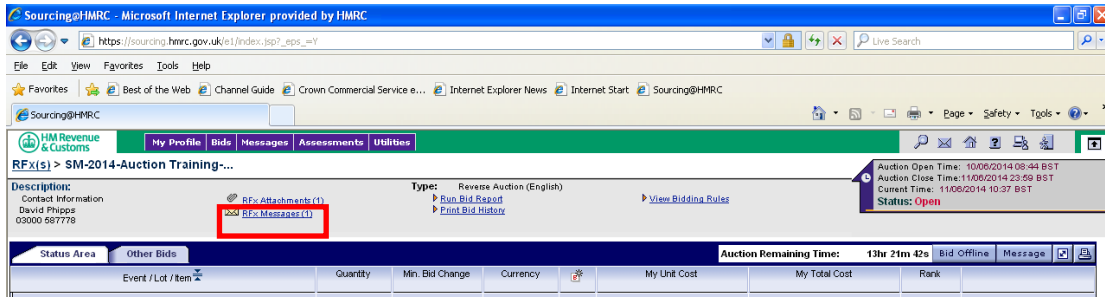 Sourcing@HMRC - Microsoft Internet Explorer provided by HMRC
https://sourcing.hmrc.gov.uk/e1/index.jsp?_eps_=Y
Live Search
File Edit View Favorites Tools Help
Favorites Best of the Web Channel Guide Crown Commercial Service e... Internet Explorer News Internet Start Sourcing@HMRC
Sourcing@HMRC Page Safety Tools
HM Revenue & Customs My Profile Bids Messages Assessments Utilities
RFx(s) > SM-2014-Auction Training-...
Auction Open Time: 10/06/2014 08:44 BST
Auction Close Time:11/06/2014 23:59 BST
Current Time: 11/06/2014 10:37 BST
Status: Open
Description: Type: Reverse Auction (English)
Contact Information RFx Attachments (1) Run Bid Report View Bidding Rules
David Phipps RFx Messages (1) Print Bid History
03000 587778
Status Area Other Bids Auction Remaining Time: 13hr 21m 42s Bid Offline Message
Event / Lot / Item Quantity Min. Bid Change Currency My Unit Cost My Total Cost Rank